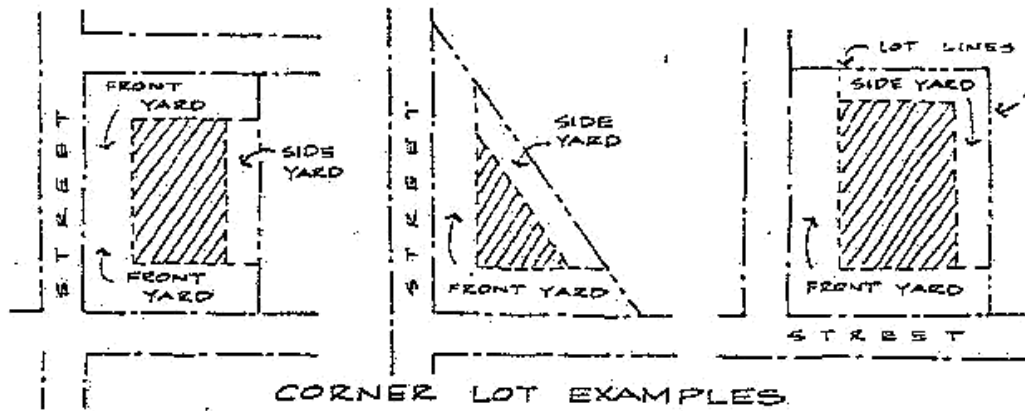 FRONT
YARD
STREET
SIDE
YARD
FRONT
YARD
STREET
SIDE
YARD
FRONT YARD
LOT LINES
SIDE YARD
FRONT YARD
STREET
CORNER LOT EXAMPLES